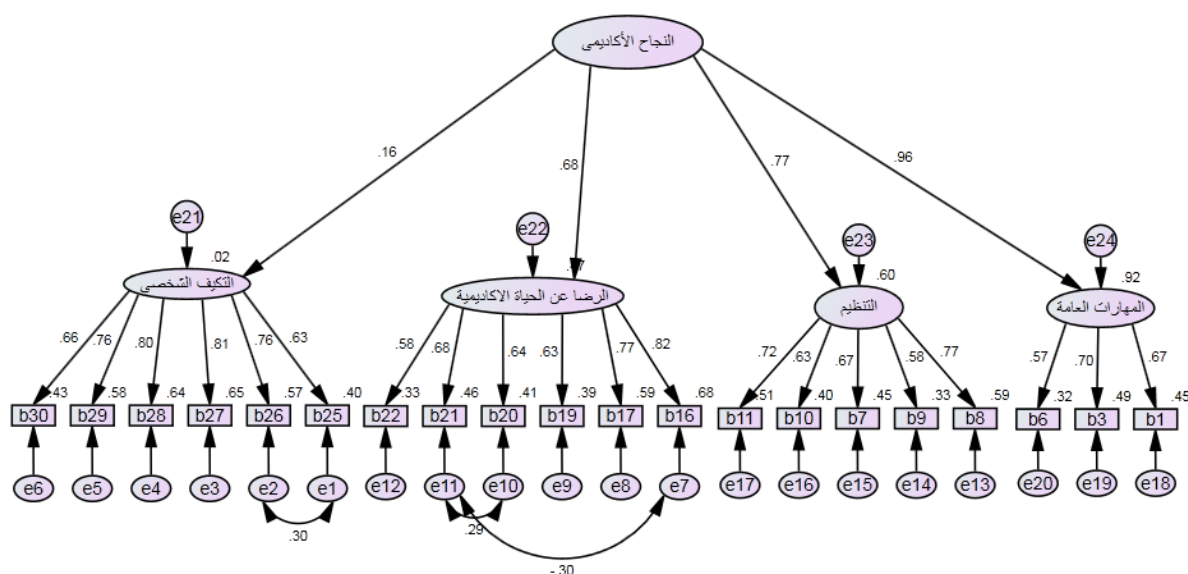 النجاح الأكاديمى
.16
.68
.77
.96
e21
e22
e23
e24
.02
.60
.92
التكيف الشخصى
الرضا عن الحياة الاكاديمية
التنظيم
المهارات العامة
.66 .76 .80 .81 .76 .63
.58 .68 .64 .63 .77 .82
.72 .63 .67 .58 .77
.57 .70 .67
.43 .58 .64 .65 .57 .40
.33 .46 .41 .39 .59 .68
.51 .40 .45 .33 .59
.32 .49 .45
b30 b29 b28 b27 b26 b25
b22 b21 b20 b19 b17 b16
b11 b10 b7 b9 b8
b6 b3 b1
e6 e5 e4 e3 e2 e1
e12 e11 e10 e9 e8 e7
e17 e16 e15 e14 e13
e20 e19 e18
.30
.29
-.30